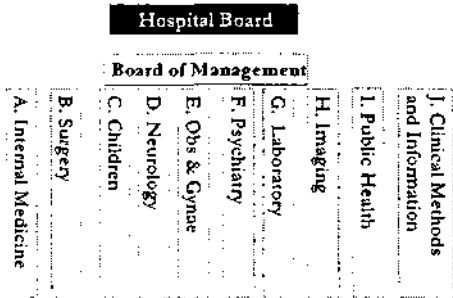 Hospital Board
Board of Management
A. Internal Medicine
B. Surgery
C. Children
D. Neurology
E. Obs & Gynae
F. Psychiatry
G. Laboratory
H. Imaging
I. Public Health
J. Clinical Methods
and Information